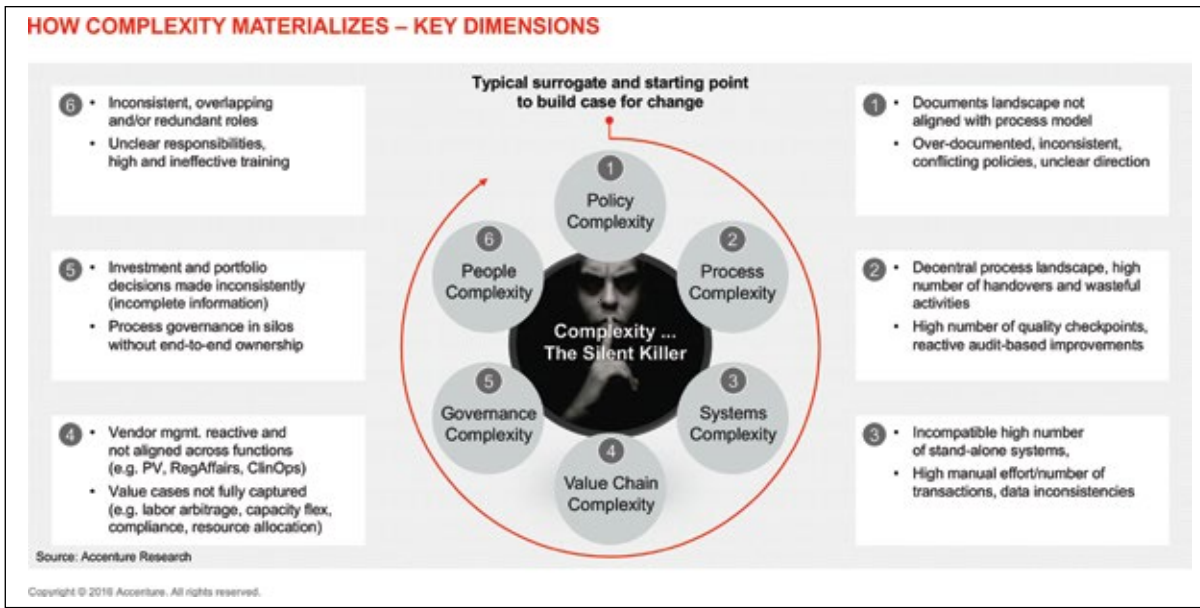 HOW COMPLEXITY MATERIALIZES – KEY DIMENSIONS
Typical surrogate and starting point
to build case for change
1
Policy
Complexity
2
Process
Complexity
3
Systems
Complexity
4
Value Chain
Complexity
5
Governance
Complexity
6
People
Complexity
Complexity ...
The Silent Killer
1
• Documents landscape not
aligned with process model
• Over-documented, inconsistent,
conflicting policies, unclear direction
2
• Decentral process landscape, high
number of handovers and wasteful
activities
• High number of quality checkpoints,
reactive audit-based improvements
3
• Incompatible high number
of stand-alone systems,
• High manual effort/number of
transactions, data inconsistencies
4
• Vendor mgmt. reactive and
not aligned across functions
(e.g. PV, RegAffairs, ClinOps)
• Value cases not fully captured
(e.g. labor arbitrage, capacity flex,
compliance, resource allocation)
5
• Investment and portfolio
decisions made inconsistently
(incomplete information)
• Process governance in silos
without end-to-end ownership
6
• Inconsistent, overlapping
and/or redundant roles
• Unclear responsibilities,
high and ineffective training
Source: Accenture Research
Copyright © 2016 Accenture. All rights reserved.